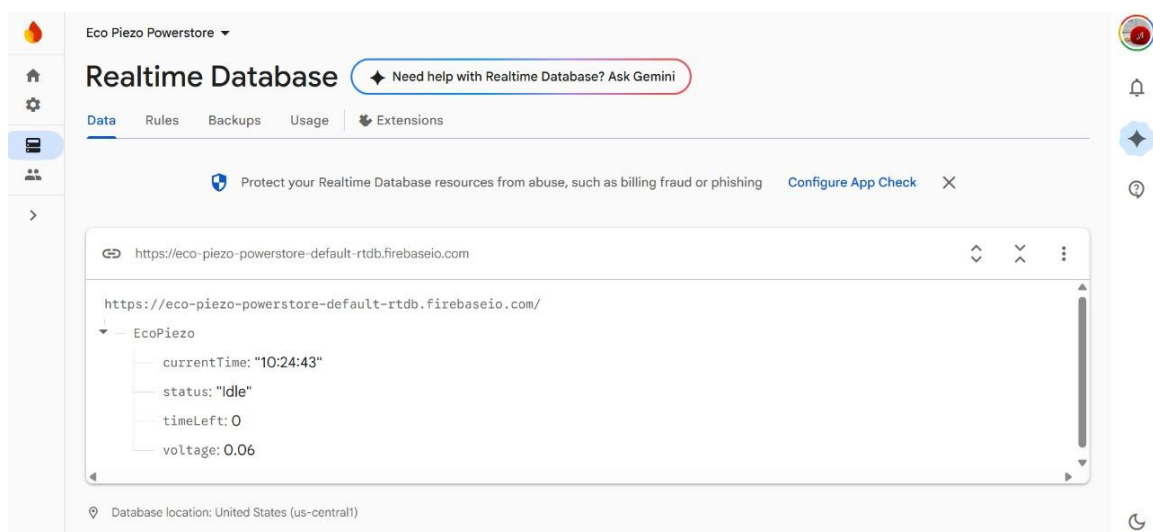 Eco Piezo Powerstore
Realtime Database
Need help with Realtime Database? Ask Gemini
Data Rules Backups Usage Extensions
Protect your Realtime Database resources from abuse, such as billing fraud or phishing Configure App Check
https://eco-piezo-powerstore-default-rtdb.firebaseio.com
https://eco-piezo-powerstore-default-rtdb.firebaseio.com/
EcoPiezo
currentTime: "10:24:43"
status: "Idle"
timeLeft: 0
voltage: 0.06
Database location: United States (us-central1)